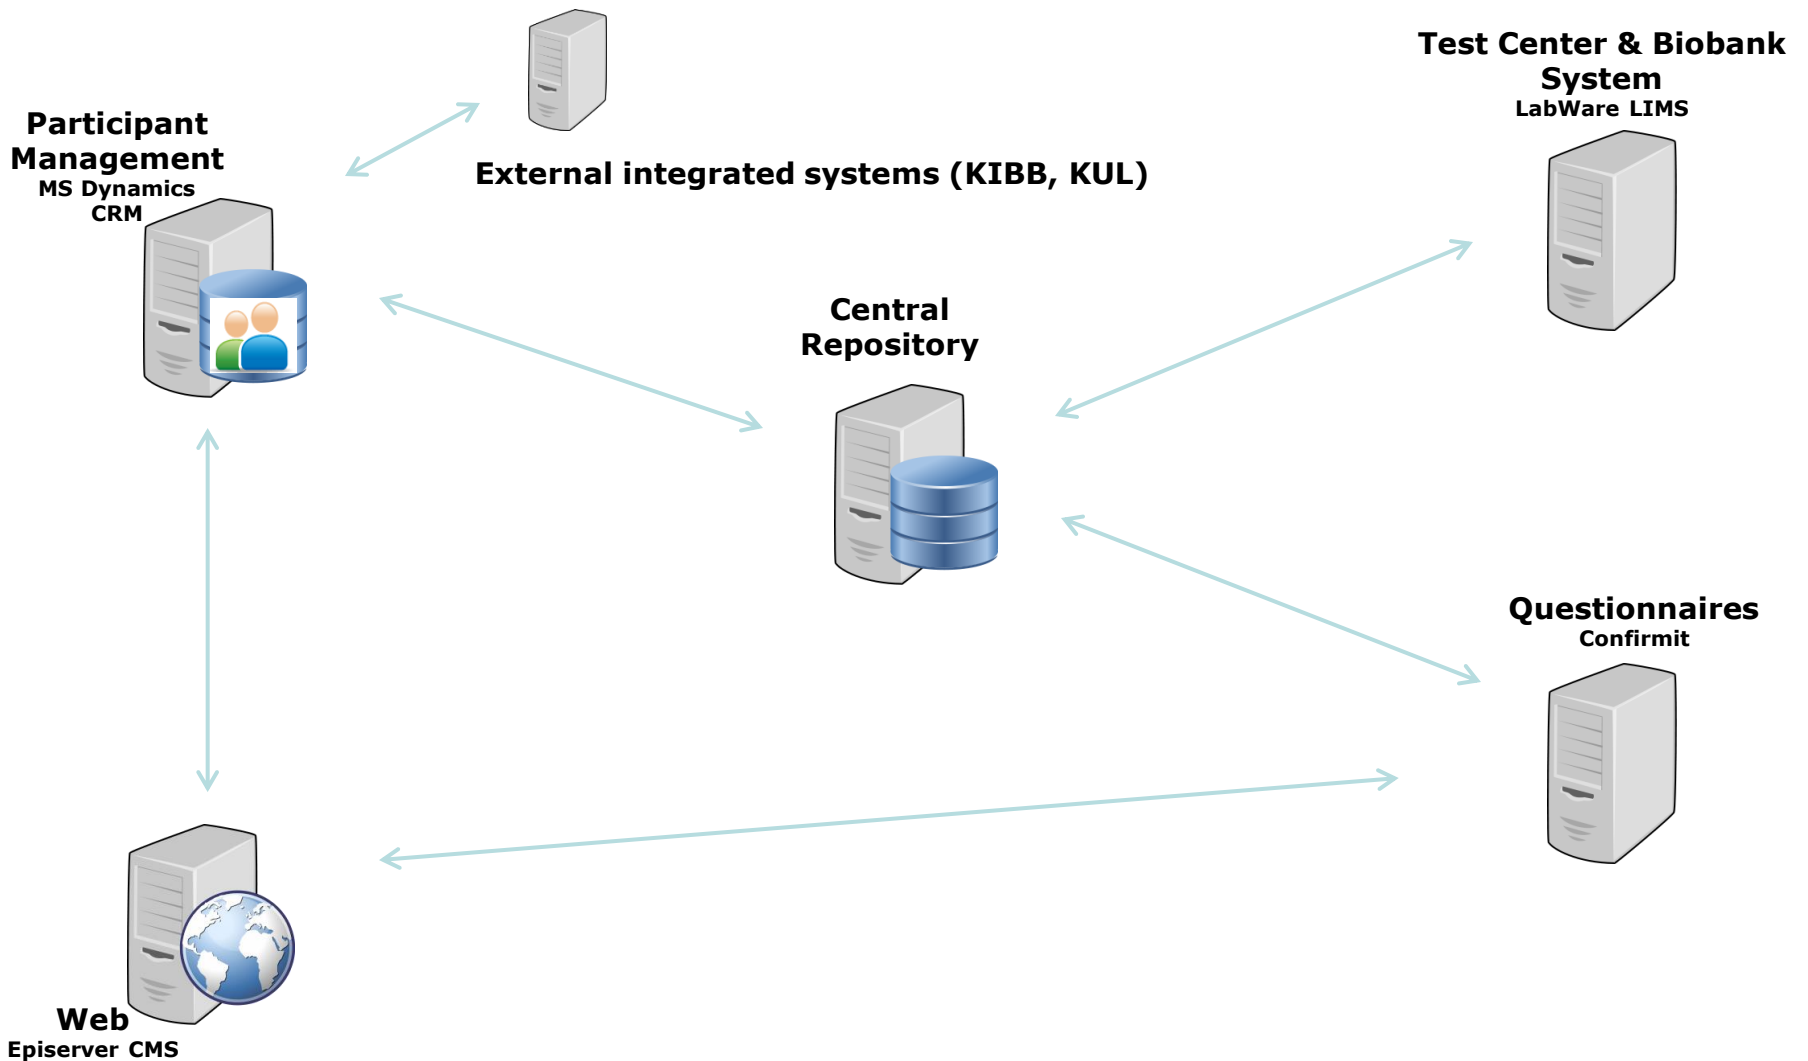 Test Center & Biobank
System
LabWare LIMS
Participant
Management
MS Dynamics
CRM
External integrated systems (KIBB, KUL)
Central
Repository
Questionnaires
Confirmit
Web
Episerver CMS